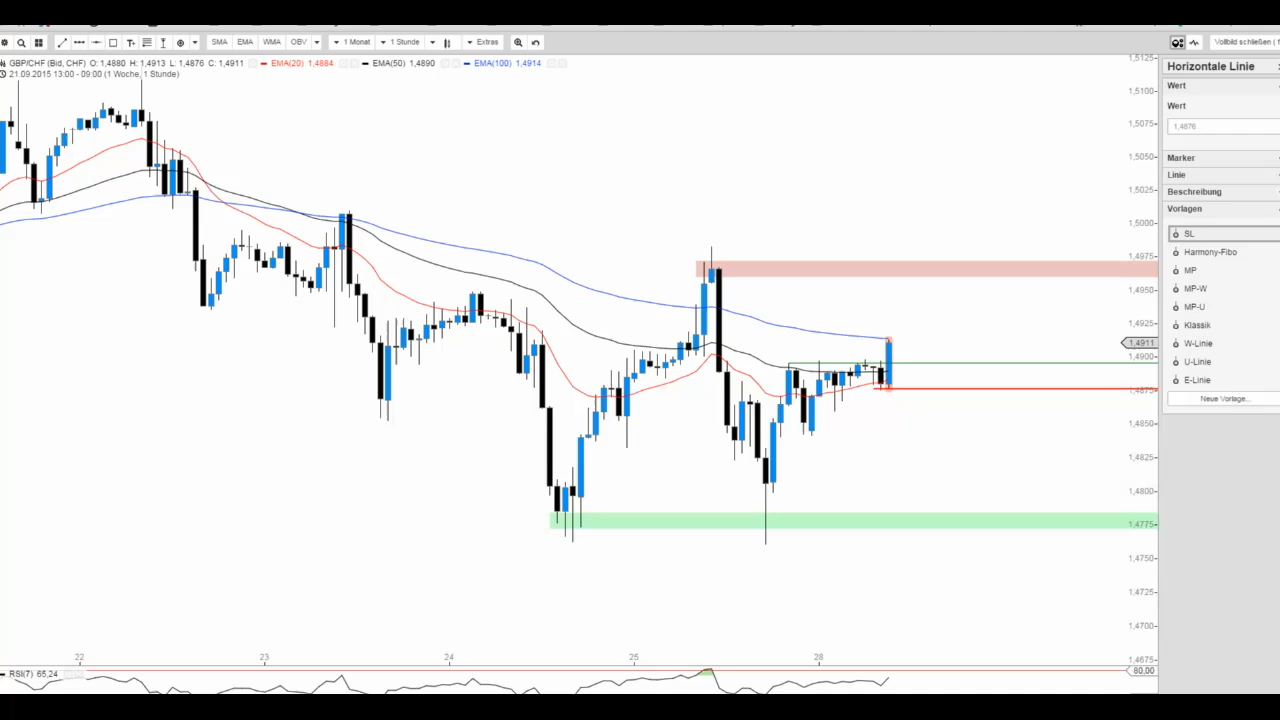 SMA EMA WMA OBV 1 Monat 1 Stunde Extras Vollbild schließen (
GBP/CHF (Bid, CHF) O: 1,4880 H: 1,4913 L: 1,4876 C: 1,4911 EMA(20) 1,4884 EMA(50) 1,4890 EMA(100) 1,4914
21.09.2015 13:00 - 09:00 (1 Woche, 1 Stunde)
Horizontale Linie
Wert
Wert
1,4876
Marker
Linie
Beschreibung
Vorlagen
SL
Harmony-Fibo
MP
MP-W
MP-U
Klassik
W-Linie
U-Linie
E-Linie
Neue Vorlage...
1,5125
1,5100
1,5075
1,5050
1,5025
1,5000
1,4975
1,4950
1,4925
1,4911
1,4900
1,4875
1,4850
1,4825
1,4800
1,4775
1,4750
1,4725
1,4700
1,4675
22 23 24 25 28
RSI(7) 65,24
80,00